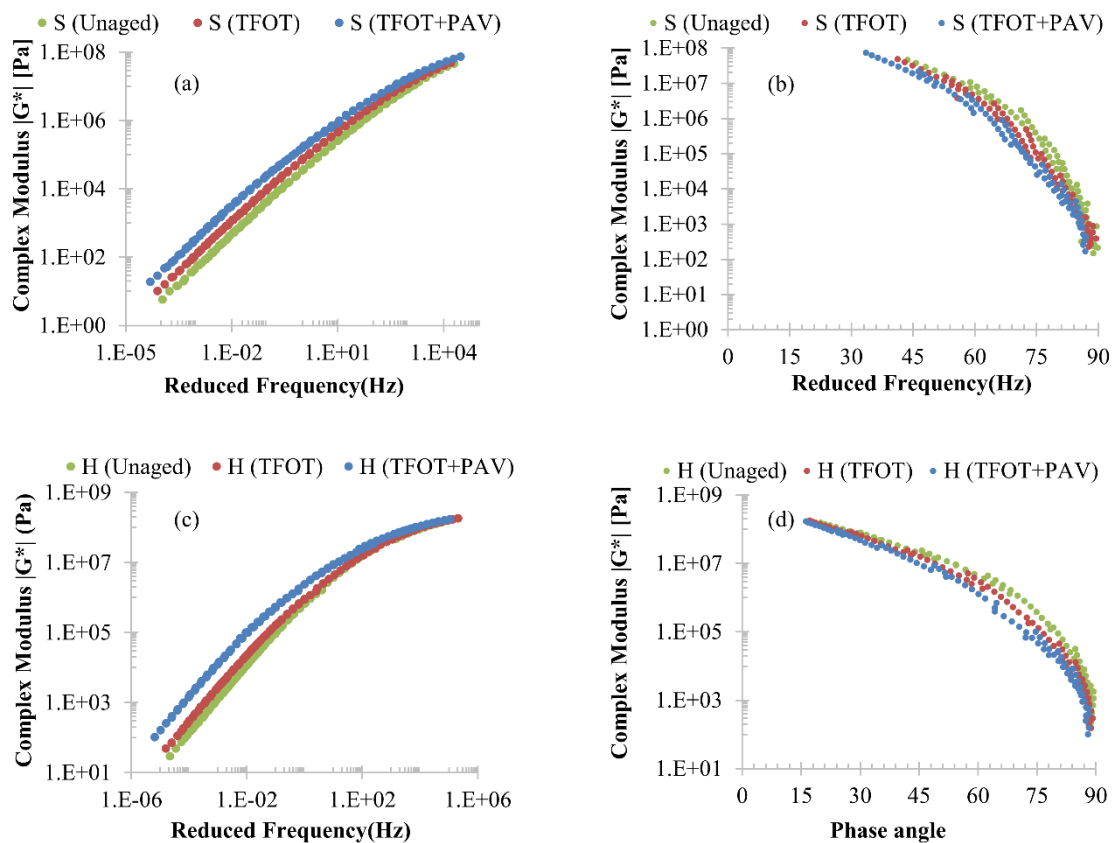 S (Unaged) S (TFOT) S (TFOT+PAV)
Complex Modulus |G*| [Pa]
1.E+08
1.E+06
1.E+04
1.E+02
1.E+00
(a)
1.E-05 1.E-02 1.E+01 1.E+04
Reduced Frequency(Hz)
S (Unaged) S (TFOT) S (TFOT+PAV)
Complex Modulus |G*| [Pa]
1.E+08
1.E+07
1.E+06
1.E+05
1.E+04
1.E+03
1.E+02
1.E+01
1.E+00
(b)
0 15 30 45 60 75 90
Reduced Frequency(Hz)
H (Unaged) H (TFOT) H (TFOT+PAV)
Complex Modulus |G*| (Pa)
1.E+09
1.E+07
1.E+05
1.E+03
1.E+01
(c)
1.E-06 1.E-02 1.E+02 1.E+06
Reduced Frequency(Hz)
H (Unaged) H (TFOT) H (TFOT+PAV)
Complex Modulus |G*| [Pa]
1.E+09
1.E+07
1.E+05
1.E+03
1.E+01
(d)
0 15 30 45 60 75 90
Phase angle